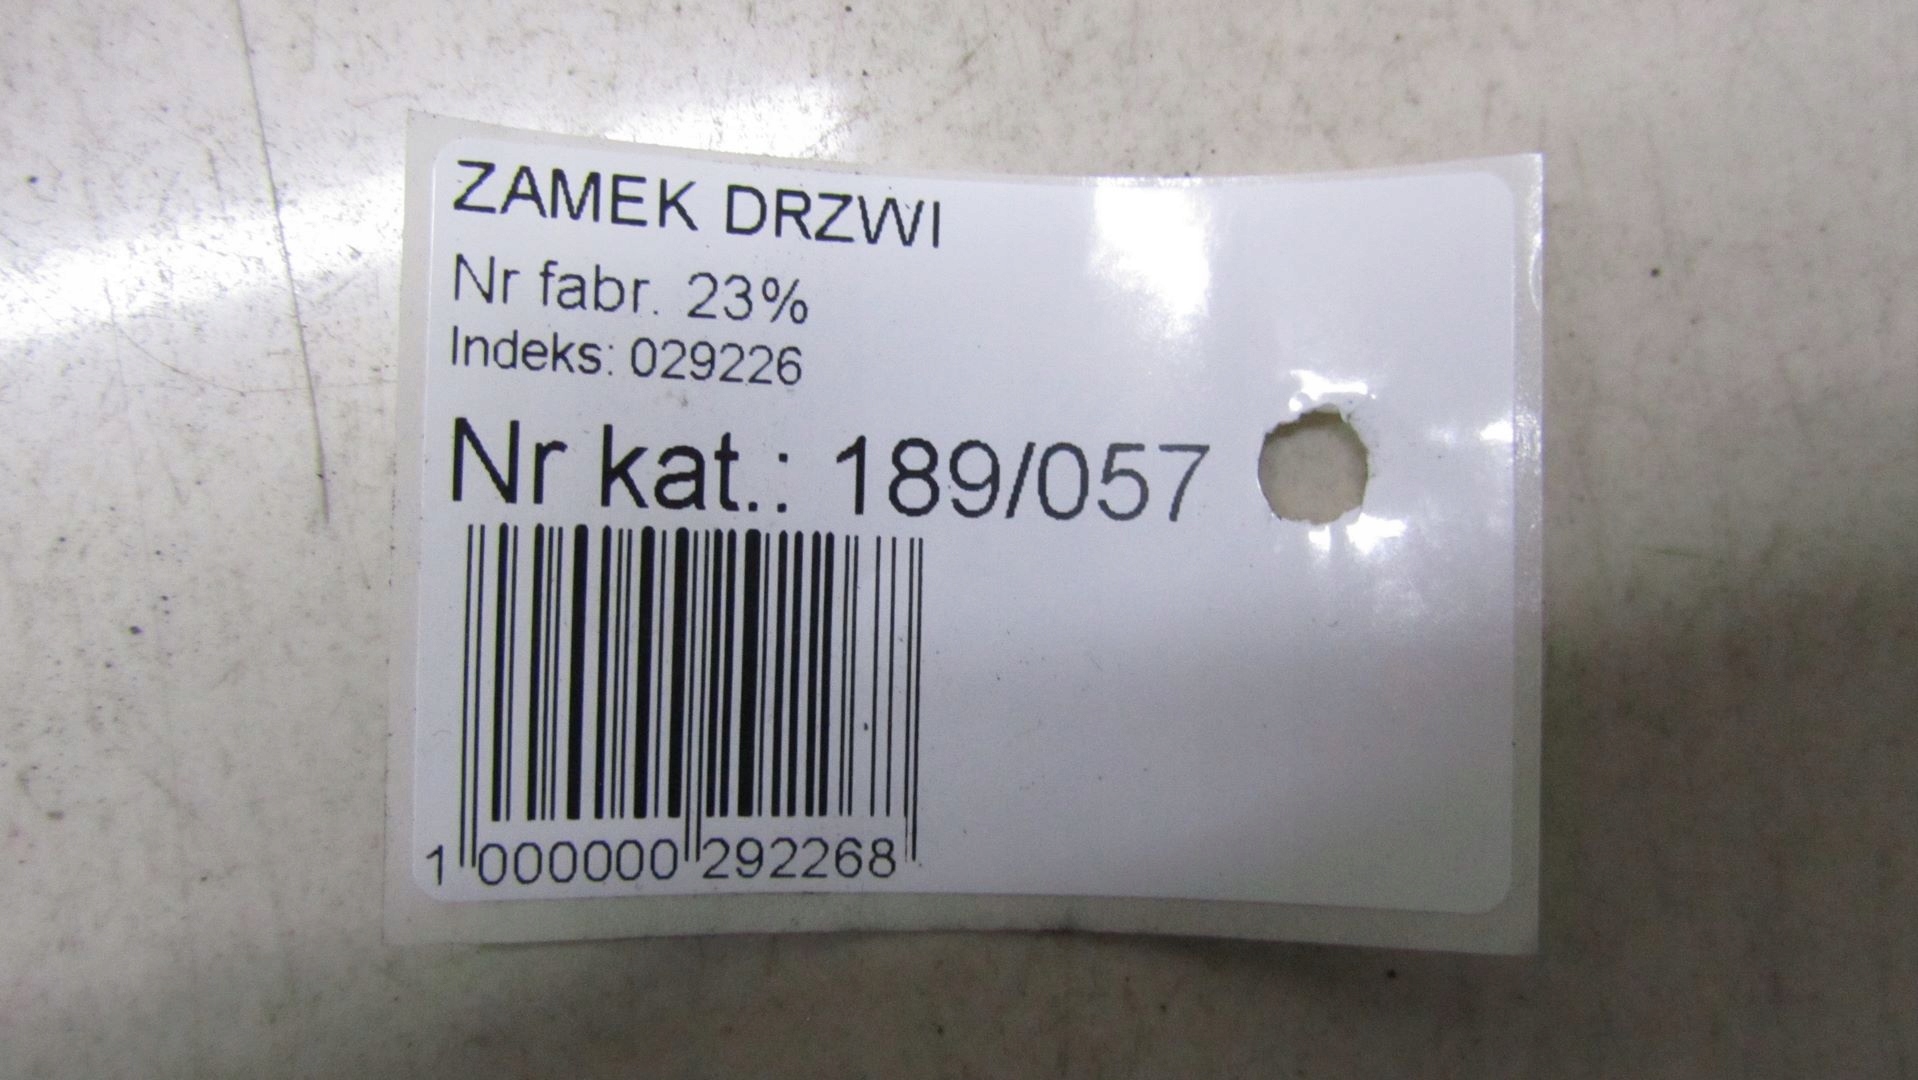 ZAMEK DRZWI
Nr fabr. 23%
Indeks: 029226
Nr kat.: 189/057
1 000000 292268